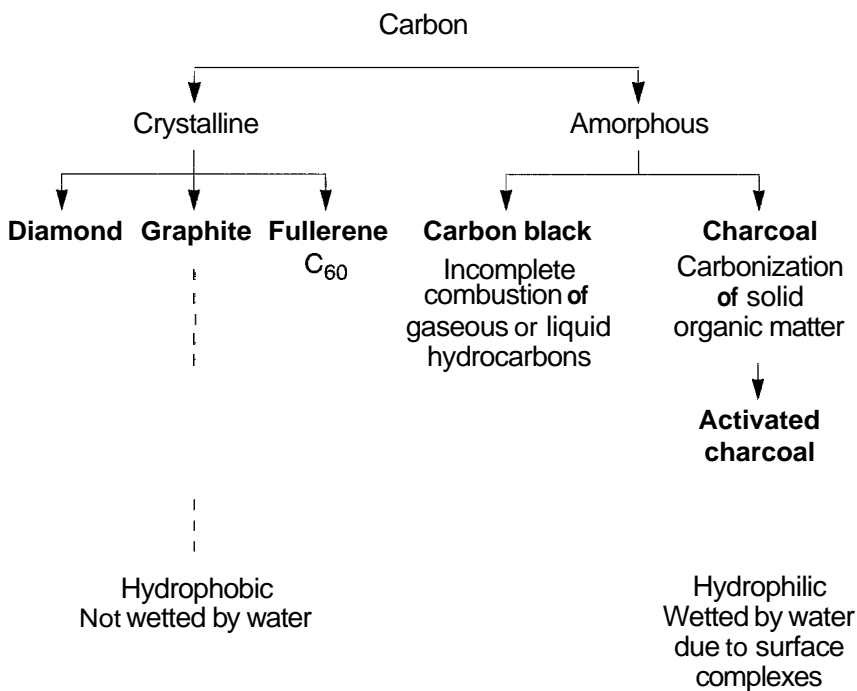 Carbon
Crystalline
Amorphous
Diamond
Graphite
Fullerene
C60
Carbon black
Incomplete
combustion of
gaseous or liquid
hydrocarbons
Charcoal
Carbonization
of solid
organic matter
Activated
charcoal
Hydrophobic
Not wetted by water
Hydrophilic
Wetted by water
due to surface
complexes